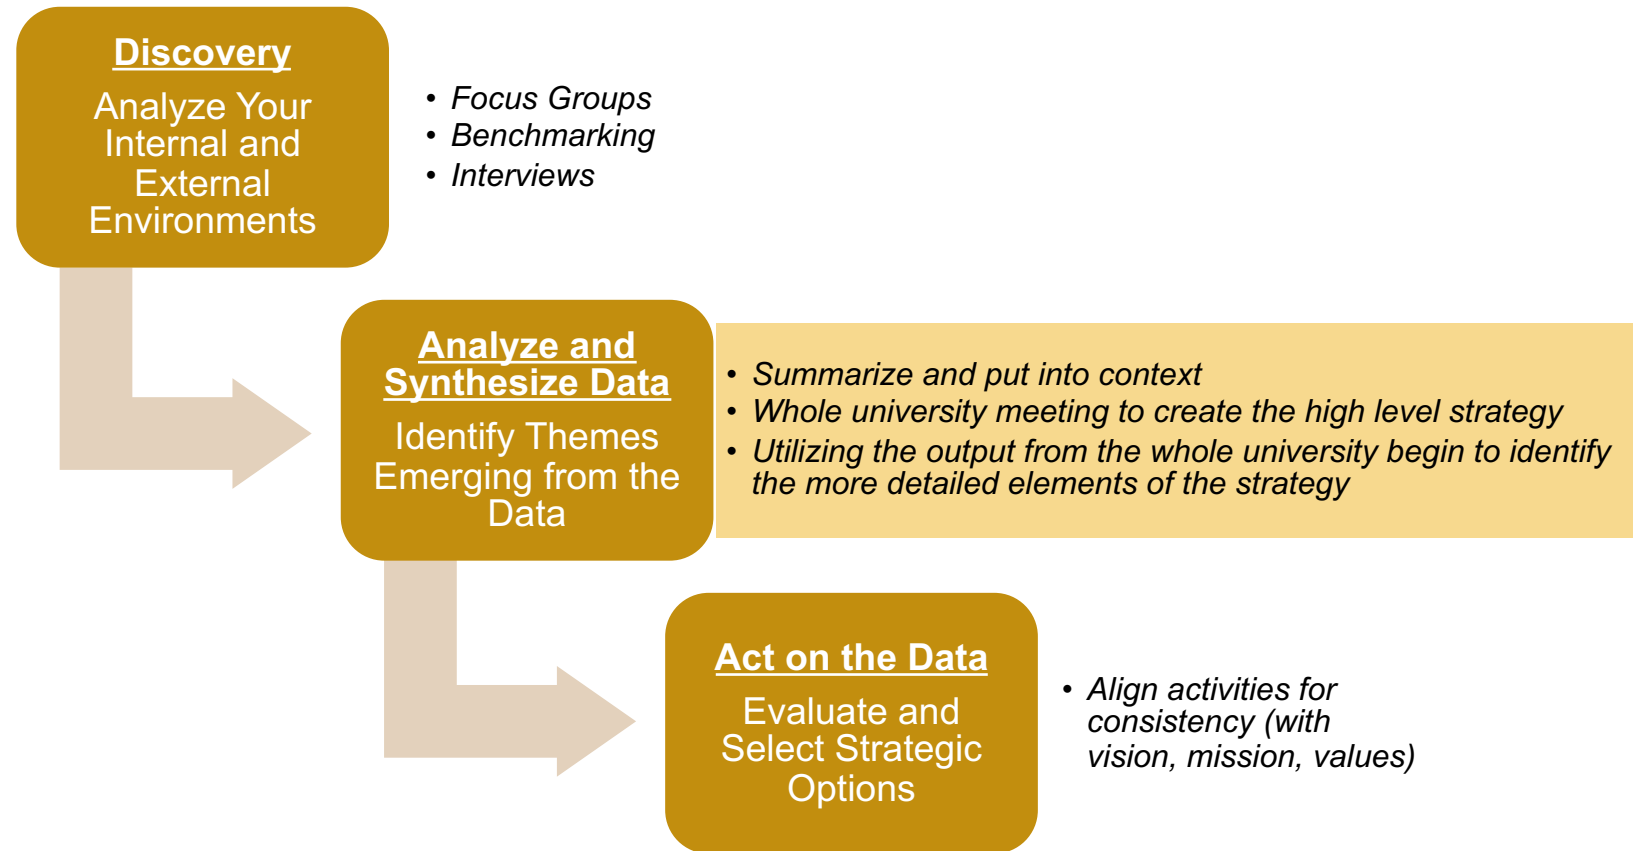 Discovery
Analyze Your
Internal and
External
Environments
• Focus Groups
• Benchmarking
• Interviews
Analyze and
Synthesize Data
Identify Themes
Emerging from the
Data
• Summarize and put into context
• Whole university meeting to create the high level strategy
• Utilizing the output from the whole university begin to identify
the more detailed elements of the strategy
Act on the Data
Evaluate and
Select Strategic
Options
• Align activities for
consistency (with
vision, mission, values)